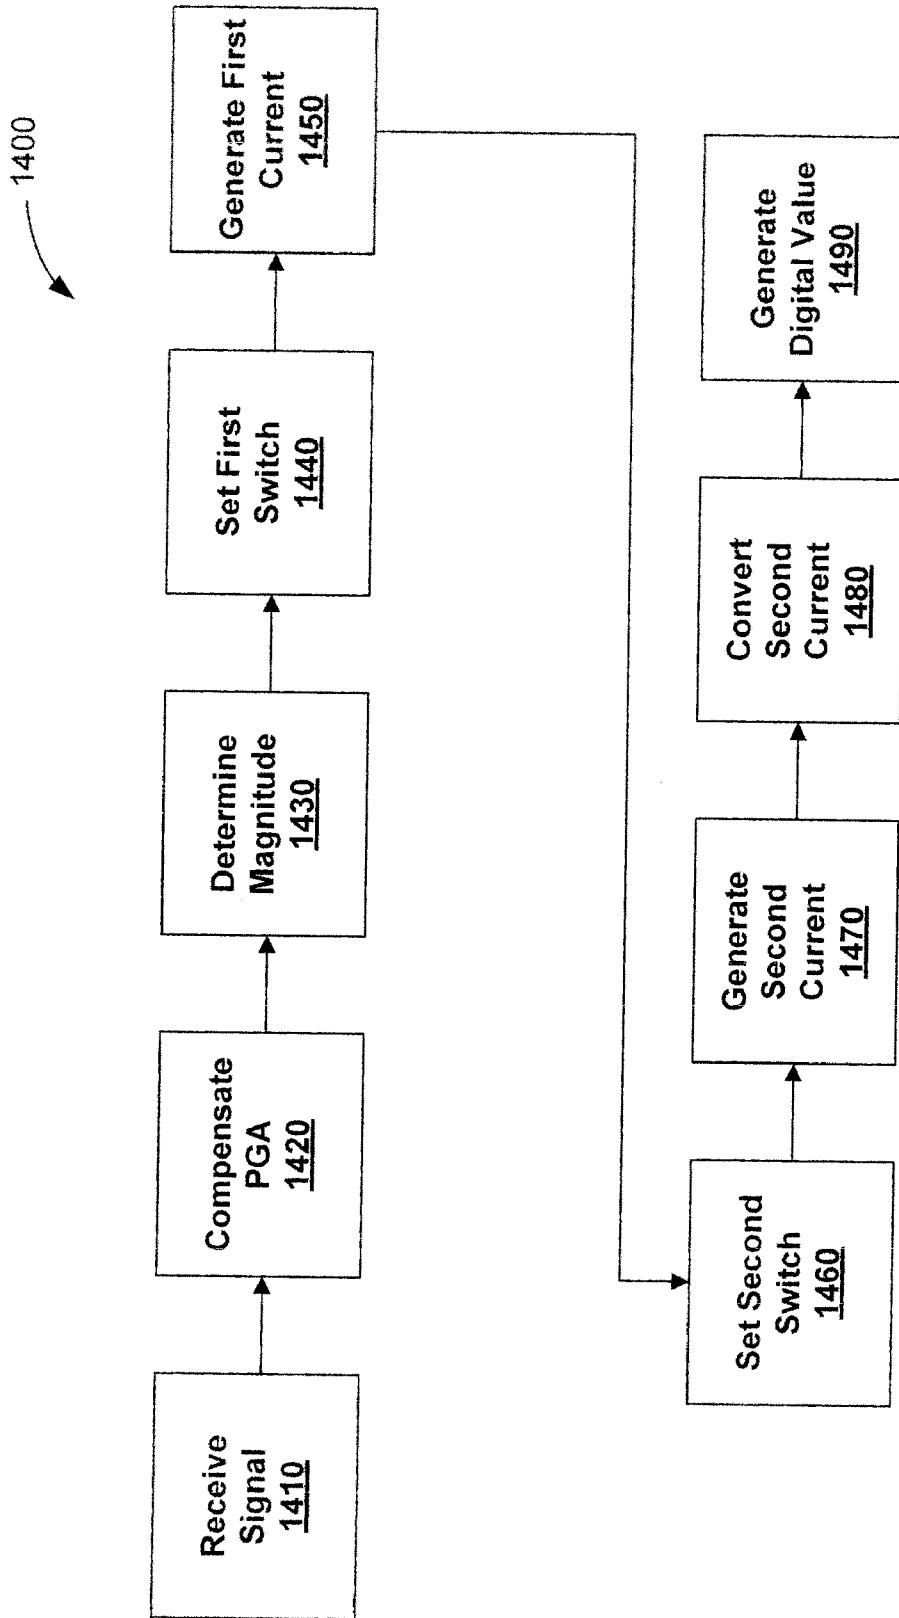 1400
Receive
Signal
1410
Compensate
PGA
1420
Determine
Magnitude
1430
Set First
Switch
1440
Generate First
Current
1450
Set Second
Switch
1460
Generate
Second
Current
1470
Convert
Second
Current
1480
Generate
Digital Value
1490